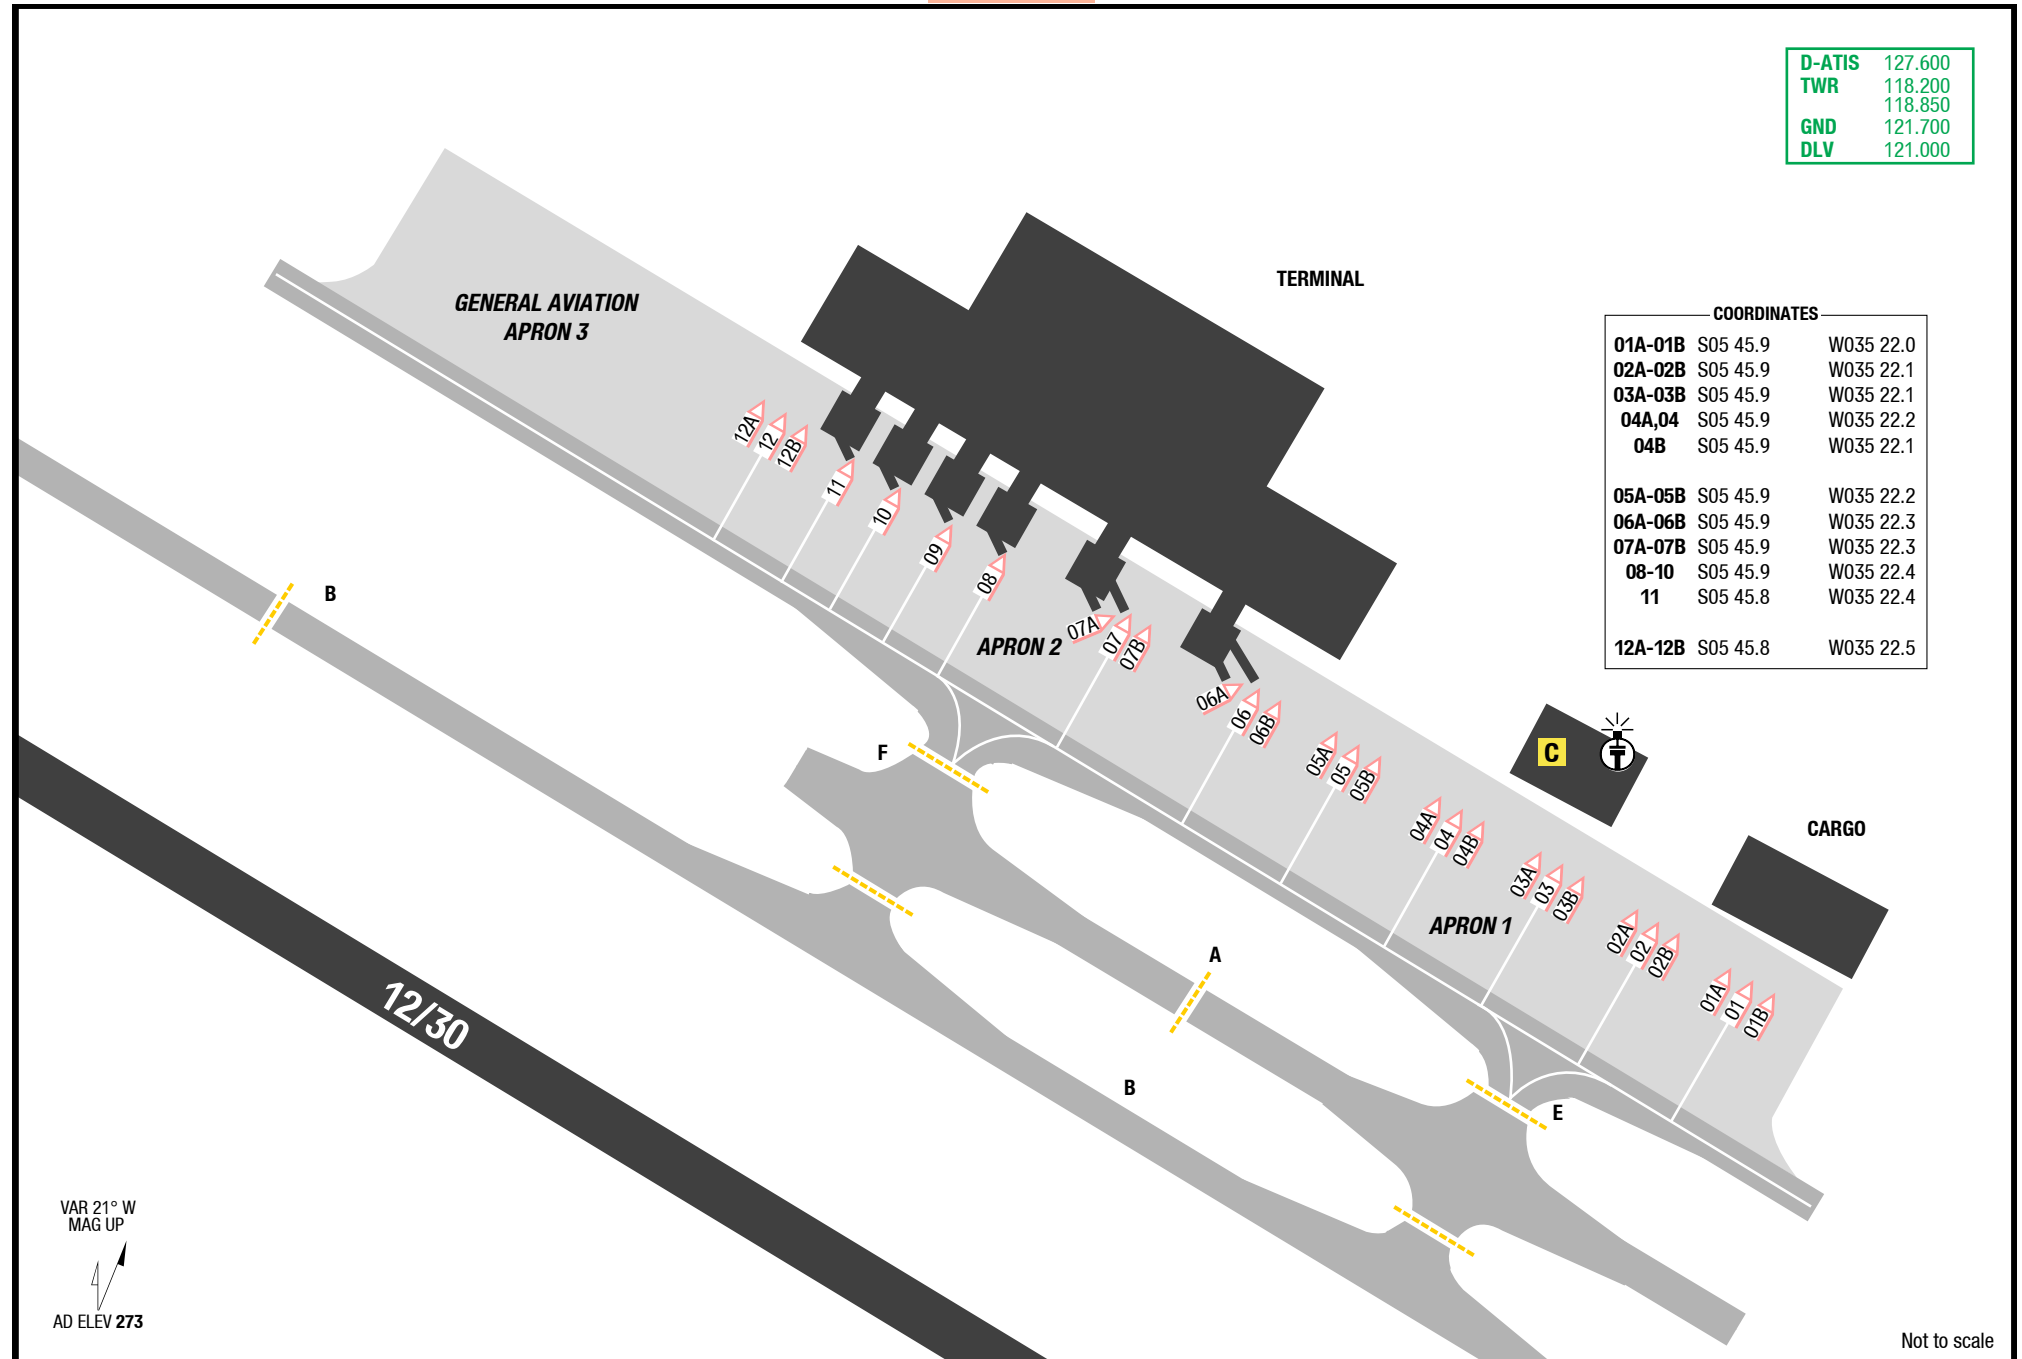 D-ATIS 127.600
TWR 118.200
118.850
GND 121.700
DLV 121.000
TERMINAL
GENERAL AVIATION
APRON 3
COORDINATES
01A-01B S05 45.9 W035 22.0
02A-02B S05 45.9 W035 22.1
03A-03B S05 45.9 W035 22.1
04A,04 S05 45.9 W035 22.2
04B S05 45.9 W035 22.1
05A-05B S05 45.9 W035 22.2
06A-06B S05 45.9 W035 22.3
07A-07B S05 45.9 W035 22.3
08-10 S05 45.9 W035 22.4
11 S05 45.8 W035 22.4
12A-12B S05 45.8 W035 22.5
12A
12
12B
11
10
09
08
07A
07
07B
APRON 2
06A
06
06B
05A
05
05B
04A
04
04B
03A
03
03B
02A
02
02B
01A
01
01B
APRON 1
C
CARGO
B
F
A
B
E
12/30
VAR 21° W
MAG UP
AD ELEV 273
Not to scale